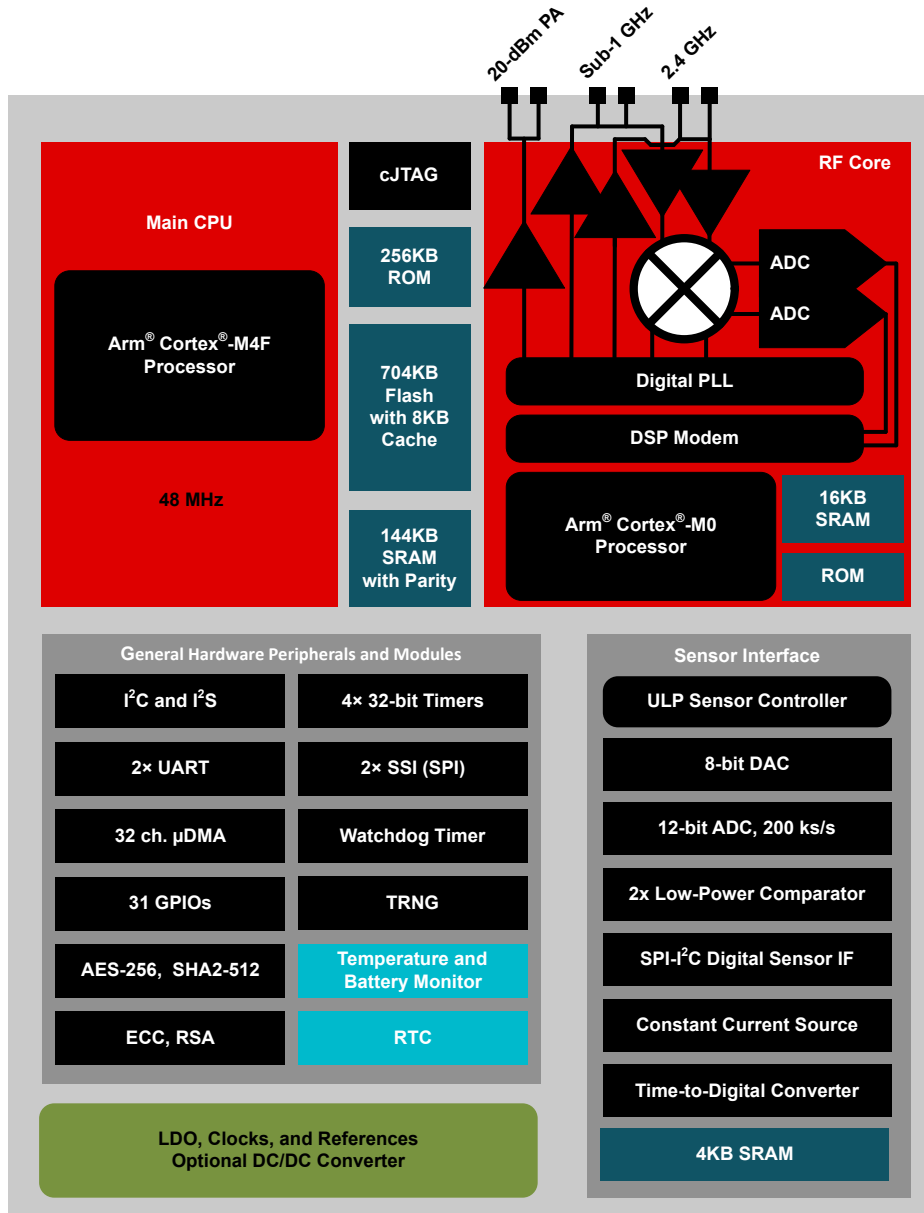 20-dBm PA
Sub-1 GHz
2.4 GHz
Main CPU
Arm® Cortex®-M4F
Processor
48 MHz
cJTAG
256KB
ROM
704KB
Flash
with 8KB
Cache
144KB
SRAM
with Parity
RF Core
ADC
ADC
Digital PLL
DSP Modem
Arm® Cortex®-M0
Processor
16KB
SRAM
ROM
General Hardware Peripherals and Modules
I²C and I²S
4× 32-bit Timers
2× UART
2× SSI (SPI)
32 ch. µDMA
Watchdog Timer
31 GPIOs
TRNG
AES-256, SHA2-512
Temperature and
Battery Monitor
ECC, RSA
RTC
LDO, Clocks, and References
Optional DC/DC Converter
Sensor Interface
ULP Sensor Controller
8-bit DAC
12-bit ADC, 200 ks/s
2x Low-Power Comparator
SPI-I²C Digital Sensor IF
Constant Current Source
Time-to-Digital Converter
4KB SRAM